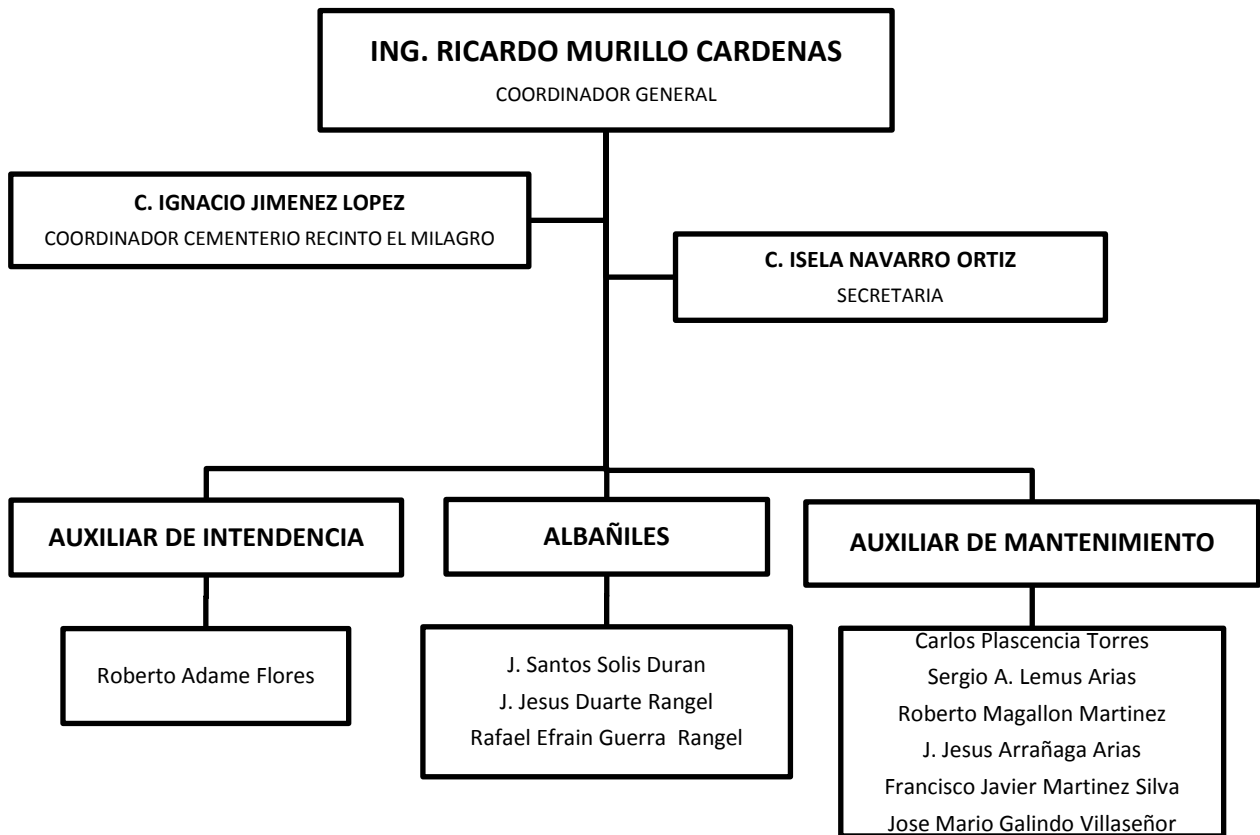 ING. RICARDO MURILLO CARDENAS
COORDINADOR GENERAL
C. IGNACIO JIMENEZ LOPEZ
COORDINADOR CEMENTERIO RECINTO EL MILAGRO
C. ISELA NAVARRO ORTIZ
SECRETARIA
AUXILIAR DE INTENDENCIA
Roberto Adame Flores
ALBAÑILES
J. Santos Solis Duran
J. Jesus Duarte Rangel
Rafael Efrain Guerra  Rangel
AUXILIAR DE MANTENIMIENTO
Carlos Plascencia Torres
Sergio A. Lemus Arias
Roberto Magallon Martinez
J. Jesus Arrañaga Arias
Francisco Javier Martinez Silva
Jose Mario Galindo Villaseñor